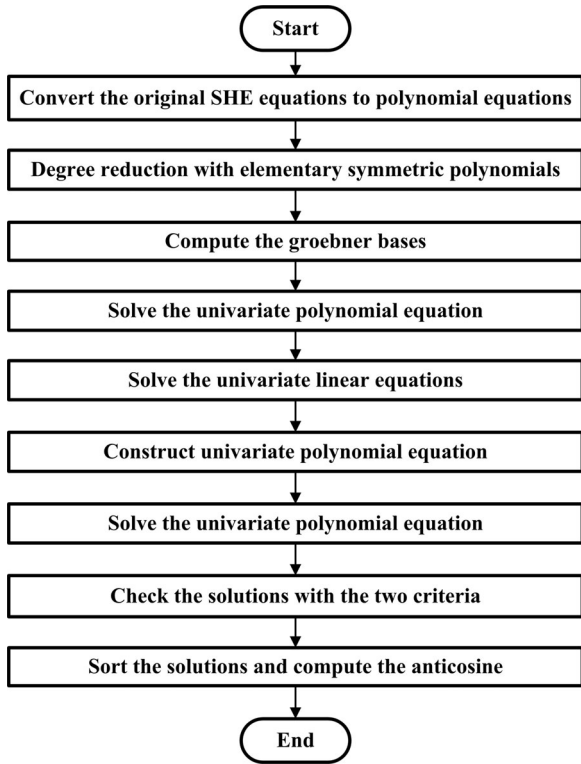 Start
Convert the original SHE equations to polynomial equations
Degree reduction with elementary symmetric polynomials
Compute the groebner bases
Solve the univariate polynomial equation
Solve the univariate linear equations
Construct univariate polynomial equation
Solve the univariate polynomial equation
Check the solutions with the two criteria
Sort the solutions and compute the anticosine
End